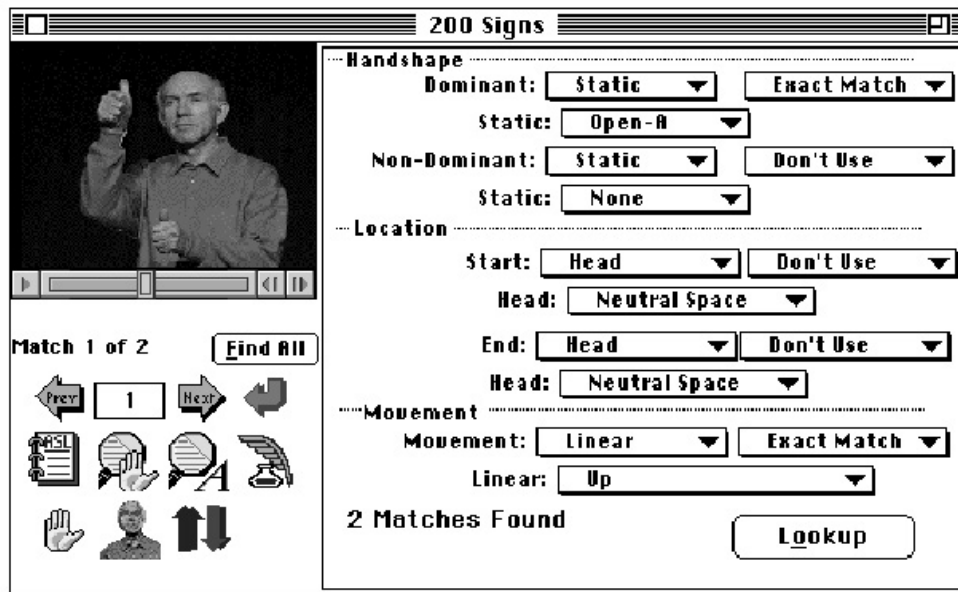 200 Signs
Handshape
Dominant: Static Exact Match
Static: Open-A
Non-Dominant: Static Don't Use
Static: None
Location
Start: Head Don't Use
Head: Neutral Space
End: Head Don't Use
Head: Neutral Space
Movement
Movement: Linear Exact Match
Linear: Up
2 Matches Found
Lookup
Match 1 of 2 Find All
Prev 1 Next
ASL
A